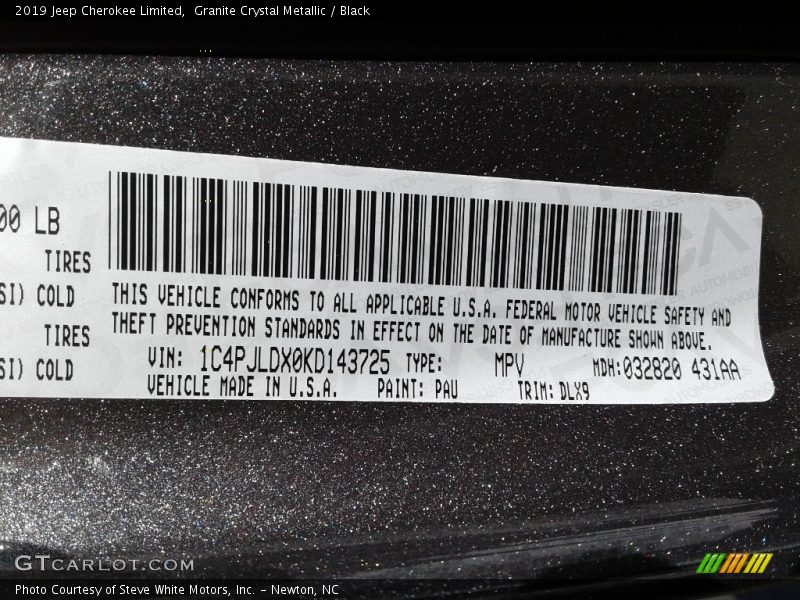 2019 Jeep Cherokee Limited,  Granite Crystal Metallic / Black
00 LB
TIRES
SI) COLD
TIRES
SI) COLD
THIS VEHICLE CONFORMS TO ALL APPLICABLE U.S.A. FEDERAL MOTOR VEHICLE SAFETY AND
THEFT PREVENTION STANDARDS IN EFFECT ON THE DATE OF MANUFACTURE SHOWN ABOVE.
VIN: 1C4PJLDX0KD143725 TYPE: MPV MDH:032820 431AA
VEHICLE MADE IN U.S.A. PAINT: PAU TRIM: DLX9
GTCARLOT.COM
Photo Courtesy of Steve White Motors, Inc. – Newton, NC